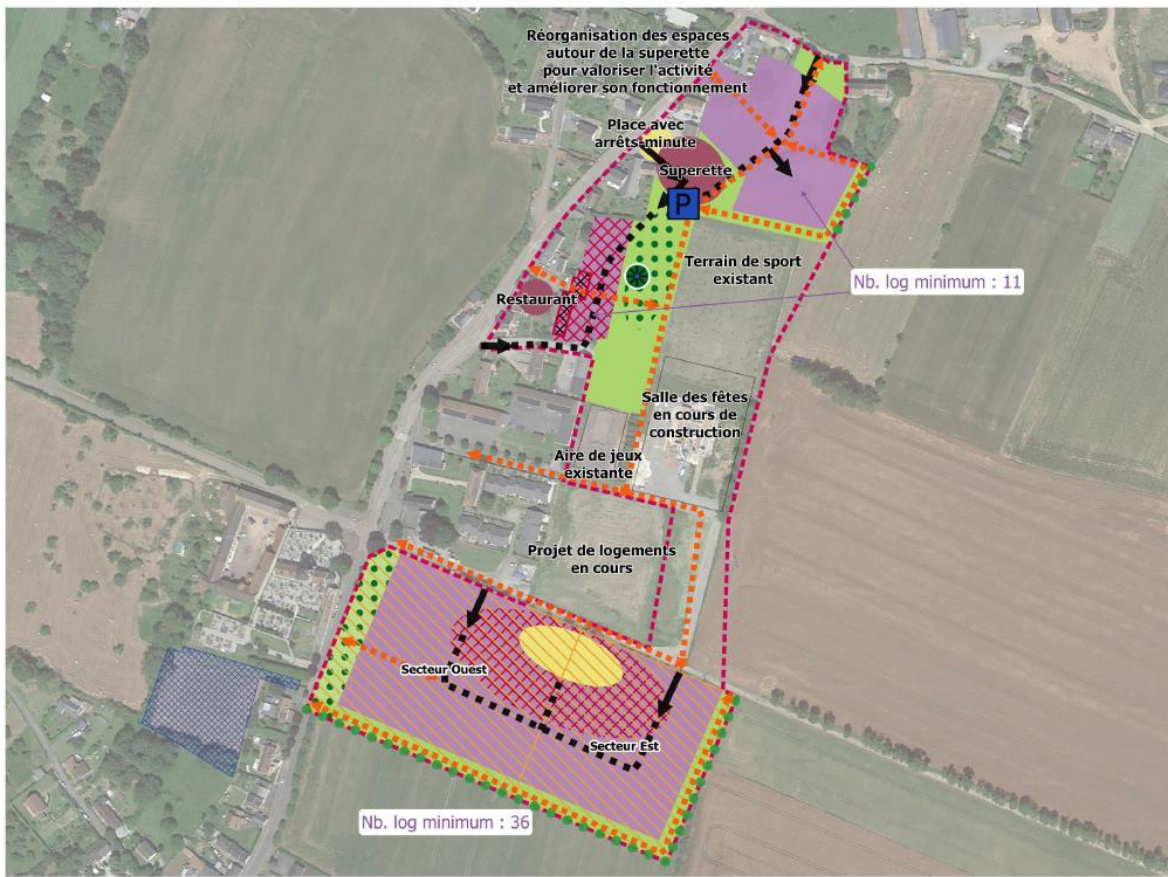 Réorganisation des espaces
autour de la superette
pour valoriser l'activité
et améliorer son fonctionnement
Place avec
arrêts-minute
Superette
P
Terrain de sport
existant
Nb. log minimum : 11
Restaurant
Salle des fêtes
en cours de
construction
Aire de jeux
existante
Projet de logements
en cours
Secteur Ouest
Secteur Est
Nb. log minimum : 36